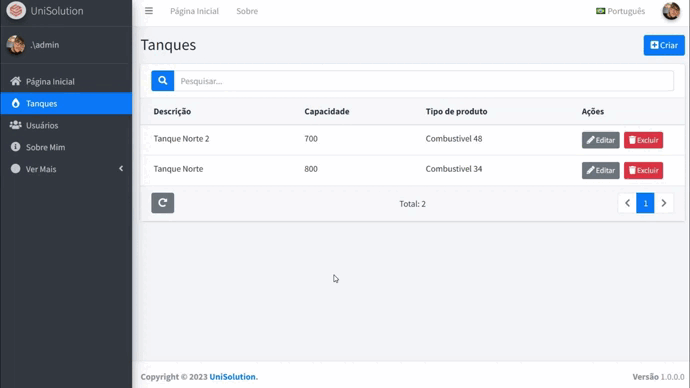 UniSolution
Página Inicial Sobre Português
.\admin
Tanques Criar
Página Inicial
Pesquisar...
Tanques
Descrição Capacidade Tipo de produto Ações
Usuários
Tanque Norte 2 700 Combustível 48 Editar Excluir
Sobre Mim
Ver Mais
Tanque Norte 800 Combustível 34 Editar Excluir
Total: 2 1
Copyright © 2023 UniSolution. Versão 1.0.0.0